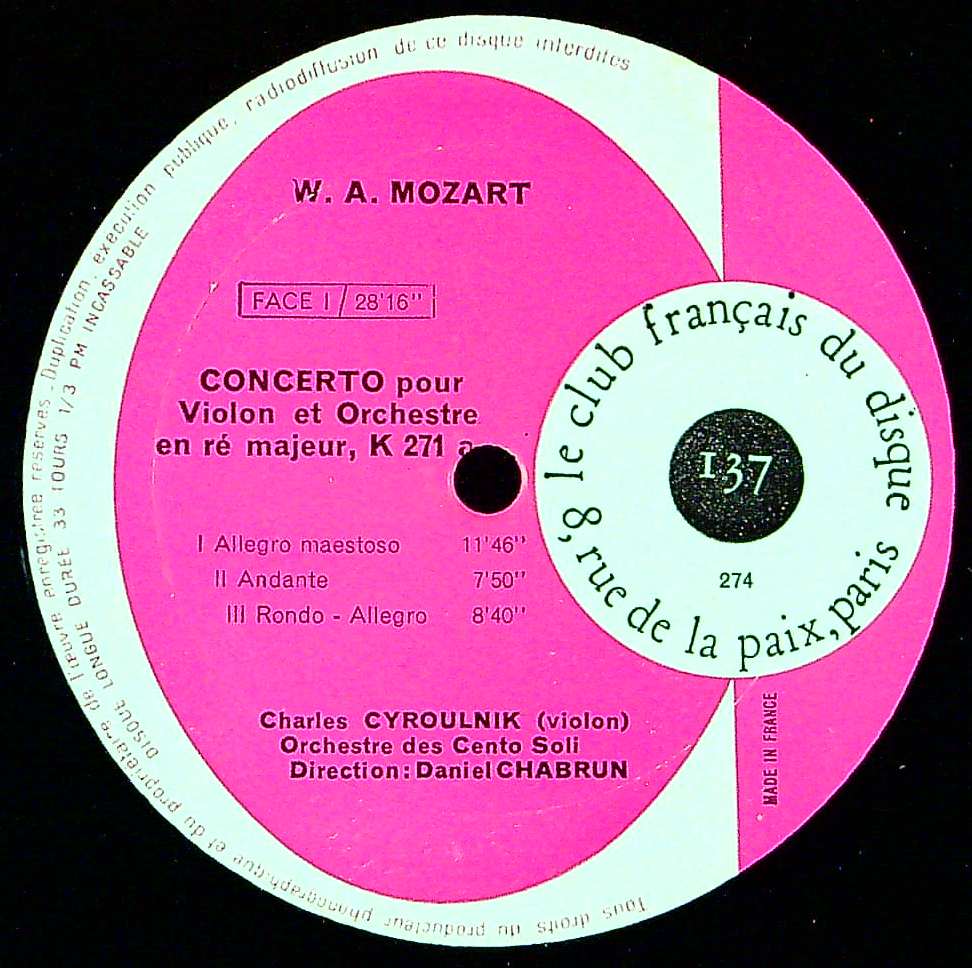 W. A. MOZART
FACE I / 28'16"
CONCERTO pour
Violon et Orchestre
en ré majeur, K 271 a
I Allegro maestoso 11'46"
II Andante 7'50"
III Rondo - Allegro 8'40"
Charles CYROULNIK (violon)
Orchestre des Cento Soli
Direction: Daniel CHABRUN
le club français du disque
8, rue de la paix, paris
137
274
MADE IN FRANCE
Tous droits du producteur phonographique et du propriétaire de l'œuvre enregistrée réservés - Duplication, exécution publique, radiodiffusion de ce disque interdites
DISQUE LONGUE DURÉE 33 TOURS 1/3 PM INCASSABLE